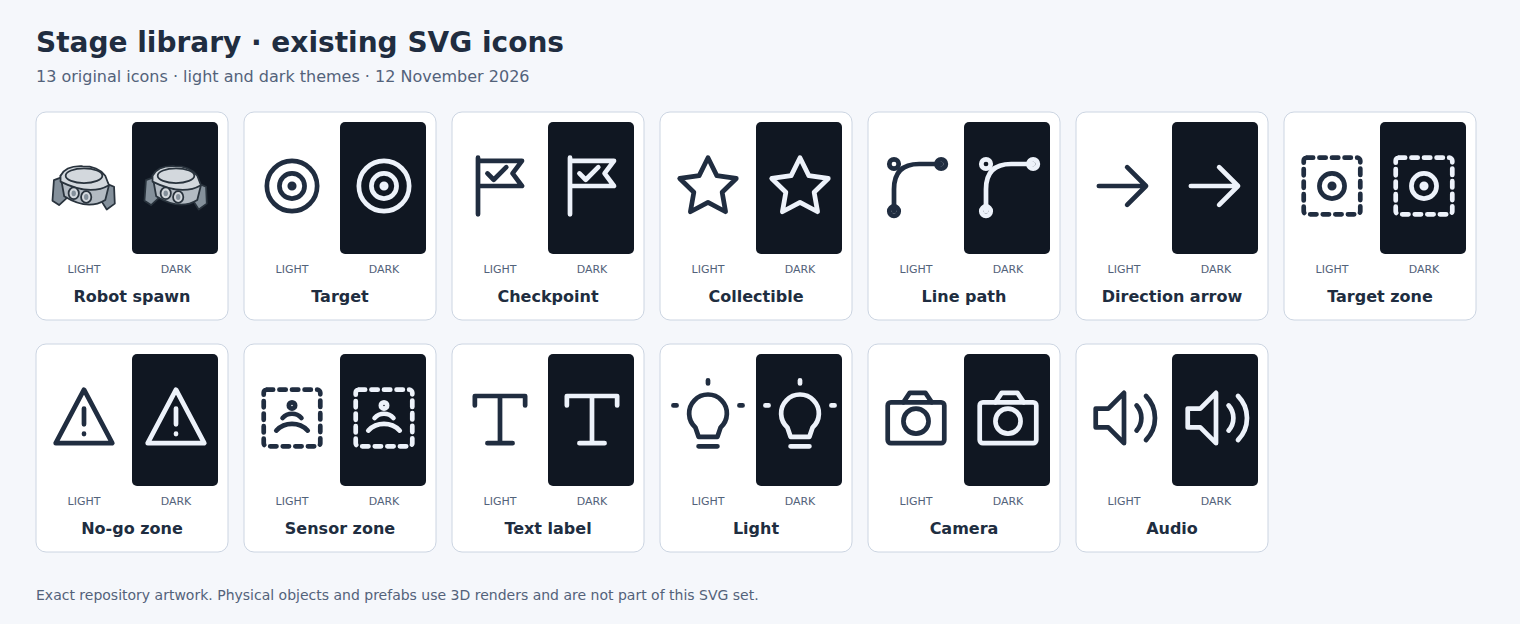 Stage library · existing SVG icons
13 original icons · light and dark themes · 12 November 2026
LIGHT DARK LIGHT DARK LIGHT DARK LIGHT DARK LIGHT DARK LIGHT DARK LIGHT DARK
Robot spawn Target Checkpoint Collectible Line path Direction arrow Target zone
LIGHT DARK LIGHT DARK LIGHT DARK LIGHT DARK LIGHT DARK LIGHT DARK
No-go zone Sensor zone Text label Light Camera Audio
Exact repository artwork. Physical objects and prefabs use 3D renders and are not part of this SVG set.